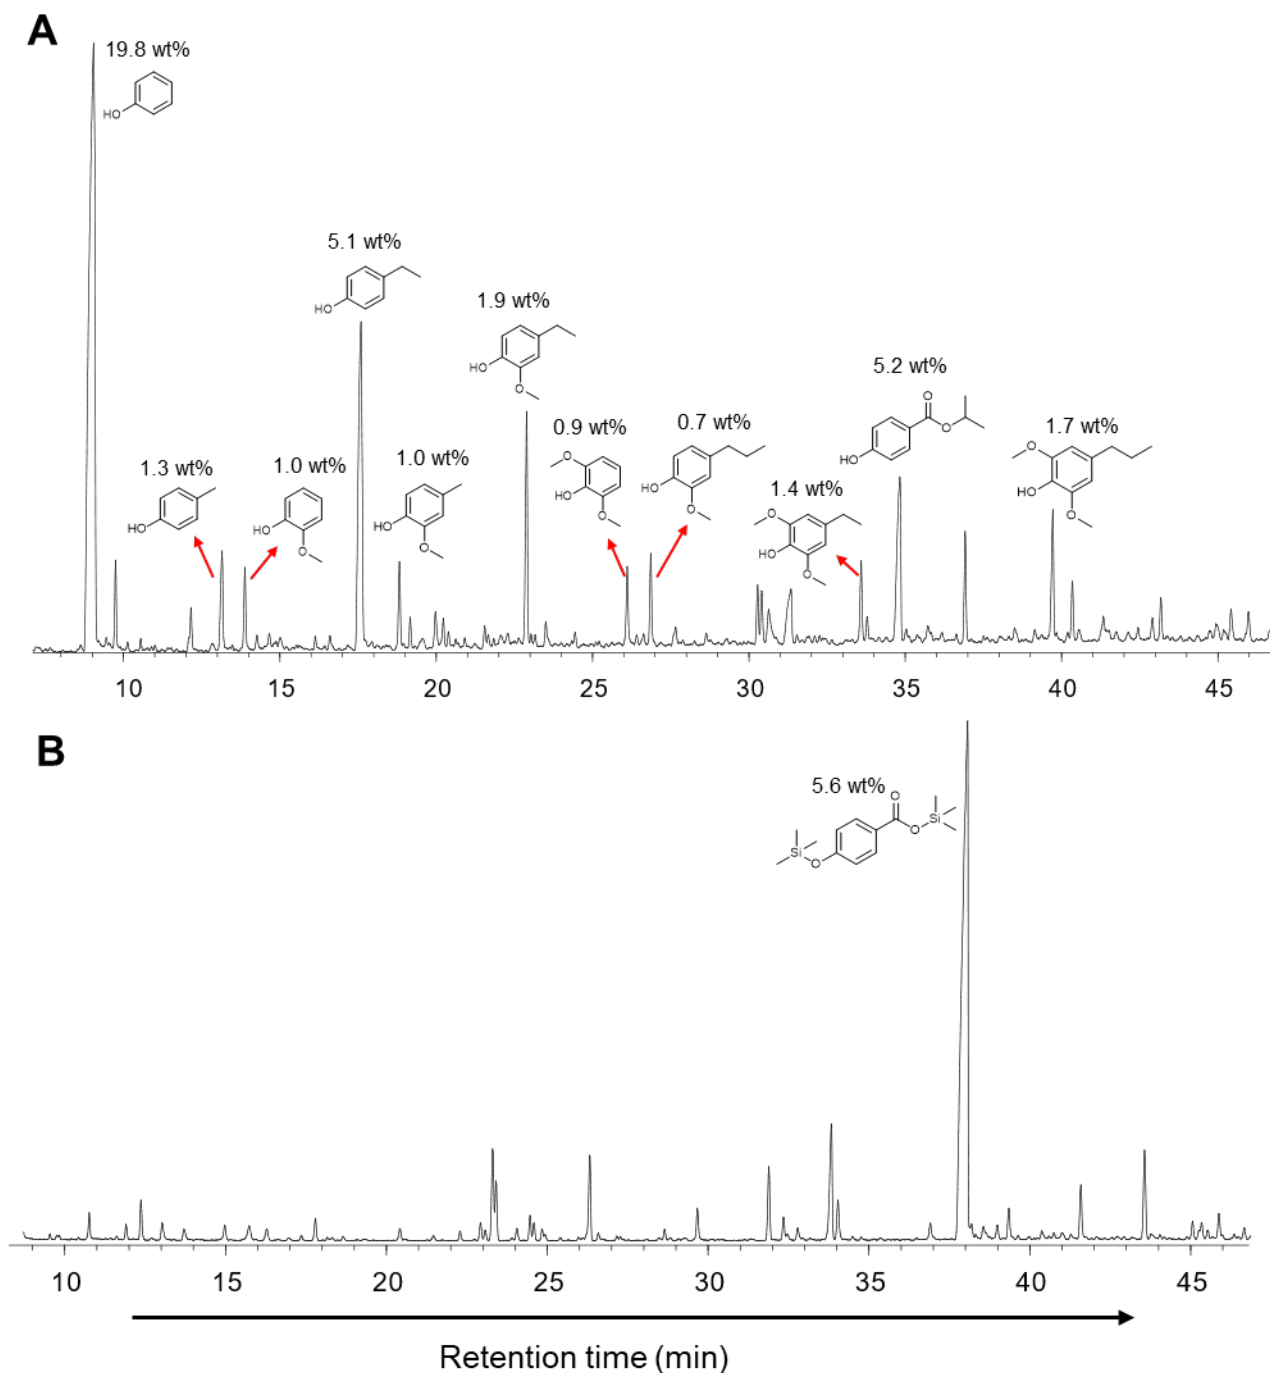 A
19.8 wt%
HO
5.1 wt%
HO
1.9 wt%
HO
O
5.2 wt%
O
O
HO
0.9 wt%
O
HO
O
0.7 wt%
HO
O
1.7 wt%
O
HO
O
1.3 wt%
HO
1.0 wt%
HO
O
1.0 wt%
HO
O
1.4 wt%
O
HO
O
10 15 20 25 30 35 40 45
B
5.6 wt%
O
Si
O
Si
O
10 15 20 25 30 35 40 45
Retention time (min)